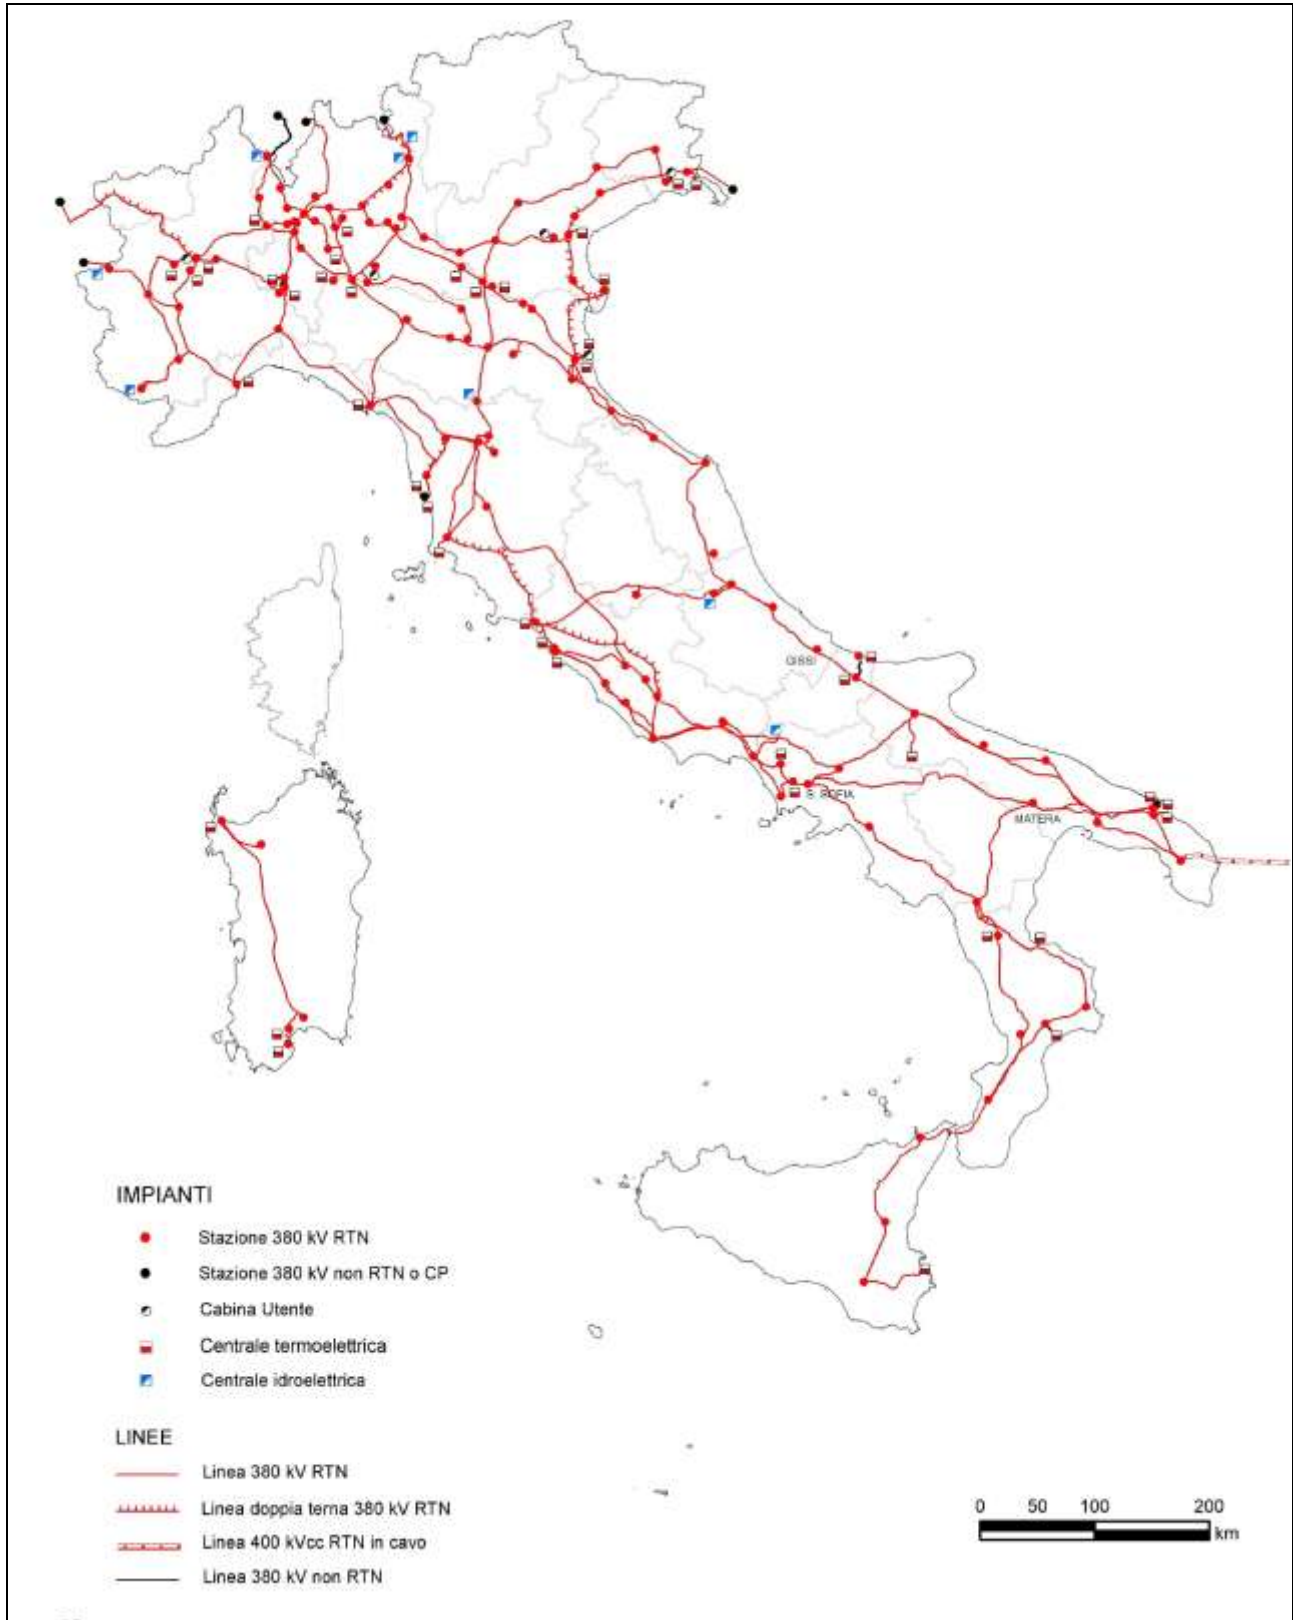 GISSI
S. SOFIA
MATERA
IMPIANTI
Stazione 380 kV RTN
Stazione 380 kV non RTN o CP
Cabina Utente
Centrale termoelettrica
Centrale idroelettrica
LINEE
Linea 380 kV RTN
Linea doppia terna 380 kV RTN
Linea 400 kVcc RTN in cavo
Linea 380 kV non RTN
0 50 100 200
km